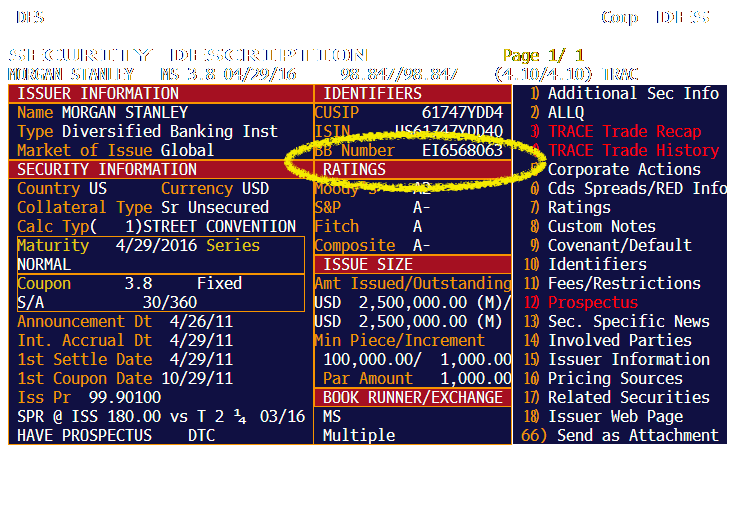 DES Corp DES
SECURITY DESCRIPTION Page 1/ 1
MORGAN STANLEY MS 3.8 04/29/16 98.847/98.847 (4.10/4.10) TRAC
ISSUER INFORMATION
Name MORGAN STANLEY
Type Diversified Banking Inst
Market of Issue Global
SECURITY INFORMATION
Country US Currency USD
Collateral Type Sr Unsecured
Calc Typ( 1)STREET CONVENTION
Maturity 4/29/2016 Series
NORMAL
Coupon 3.8 Fixed
S/A 30/360
Announcement Dt 4/26/11
Int. Accrual Dt 4/29/11
1st Settle Date 4/29/11
1st Coupon Date 10/29/11
Iss Pr 99.90100
SPR @ ISS 180.00 vs T 2 ¼ 03/16
HAVE PROSPECTUS DTC
IDENTIFIERS
CUSIP 61747YDD4
ISIN US61747YDD40
BB Number EI6568063
RATINGS
Moody's A2
S&P A-
Fitch A
Composite A-
ISSUE SIZE
Amt Issued/Outstanding
USD 2,500,000.00 (M)/
USD 2,500,000.00 (M)
Min Piece/Increment
100,000.00/ 1,000.00
Par Amount 1,000.00
BOOK RUNNER/EXCHANGE
MS
Multiple
1) Additional Sec Info
2) ALLQ
3) TRACE Trade Recap
TRACE Trade History
Corporate Actions
6) Cds Spreads/RED Info
7) Ratings
8) Custom Notes
9) Covenant/Default
10) Identifiers
11) Fees/Restrictions
12) Prospectus
13) Sec. Specific News
14) Involved Parties
15) Issuer Information
16) Pricing Sources
17) Related Securities
18) Issuer Web Page
66) Send as Attachment